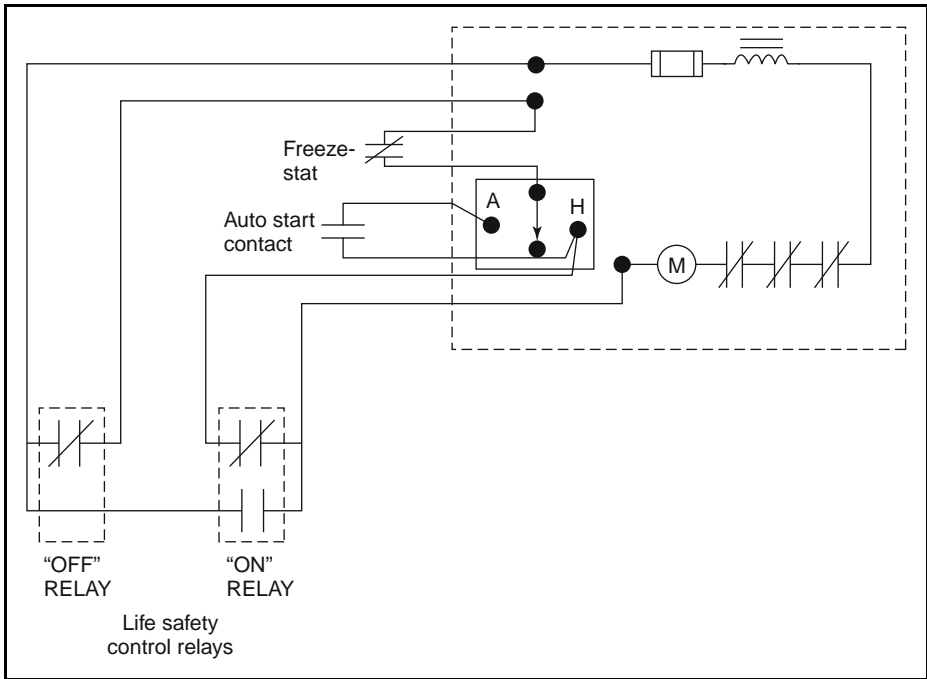 Freeze-
stat
A
H
Auto start
contact
M
“OFF”
RELAY
“ON”
RELAY
Life safety
control relays